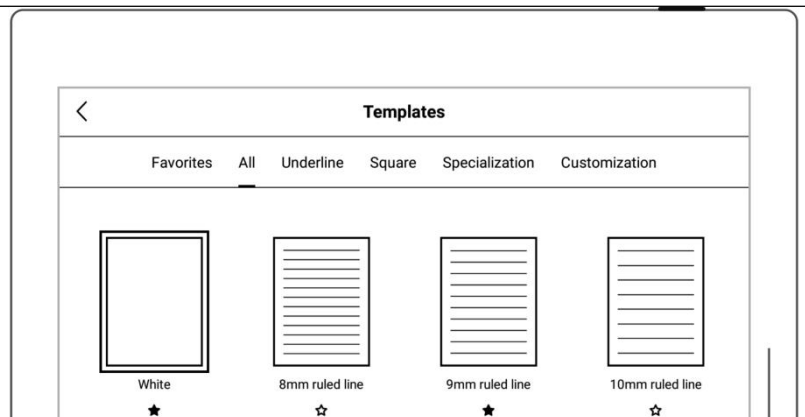 Templates
Favorites All Underline Square Specialization Customization
White 8mm ruled line 9mm ruled line 10mm ruled line